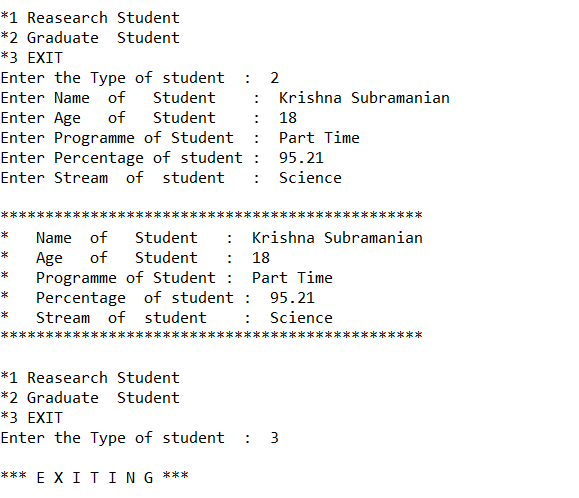 *1 Reasearch Student
*2 Graduate  Student
*3 EXIT
Enter the Type of student  :  2
Enter Name  of   Student    :  Krishna Subramanian
Enter Age   of   Student    :  18
Enter Programme of Student  :  Part Time
Enter Percentage of student :  95.21
Enter Stream  of  student   :  Science

***********************************************
*   Name  of   Student   :  Krishna Subramanian
*   Age   of   Student   :  18
*   Programme of Student :  Part Time
*   Percentage  of student :  95.21
*   Stream  of  student    :  Science
***********************************************

*1 Reasearch Student
*2 Graduate  Student
*3 EXIT
Enter the Type of student  :  3

*** E X I T I N G ***